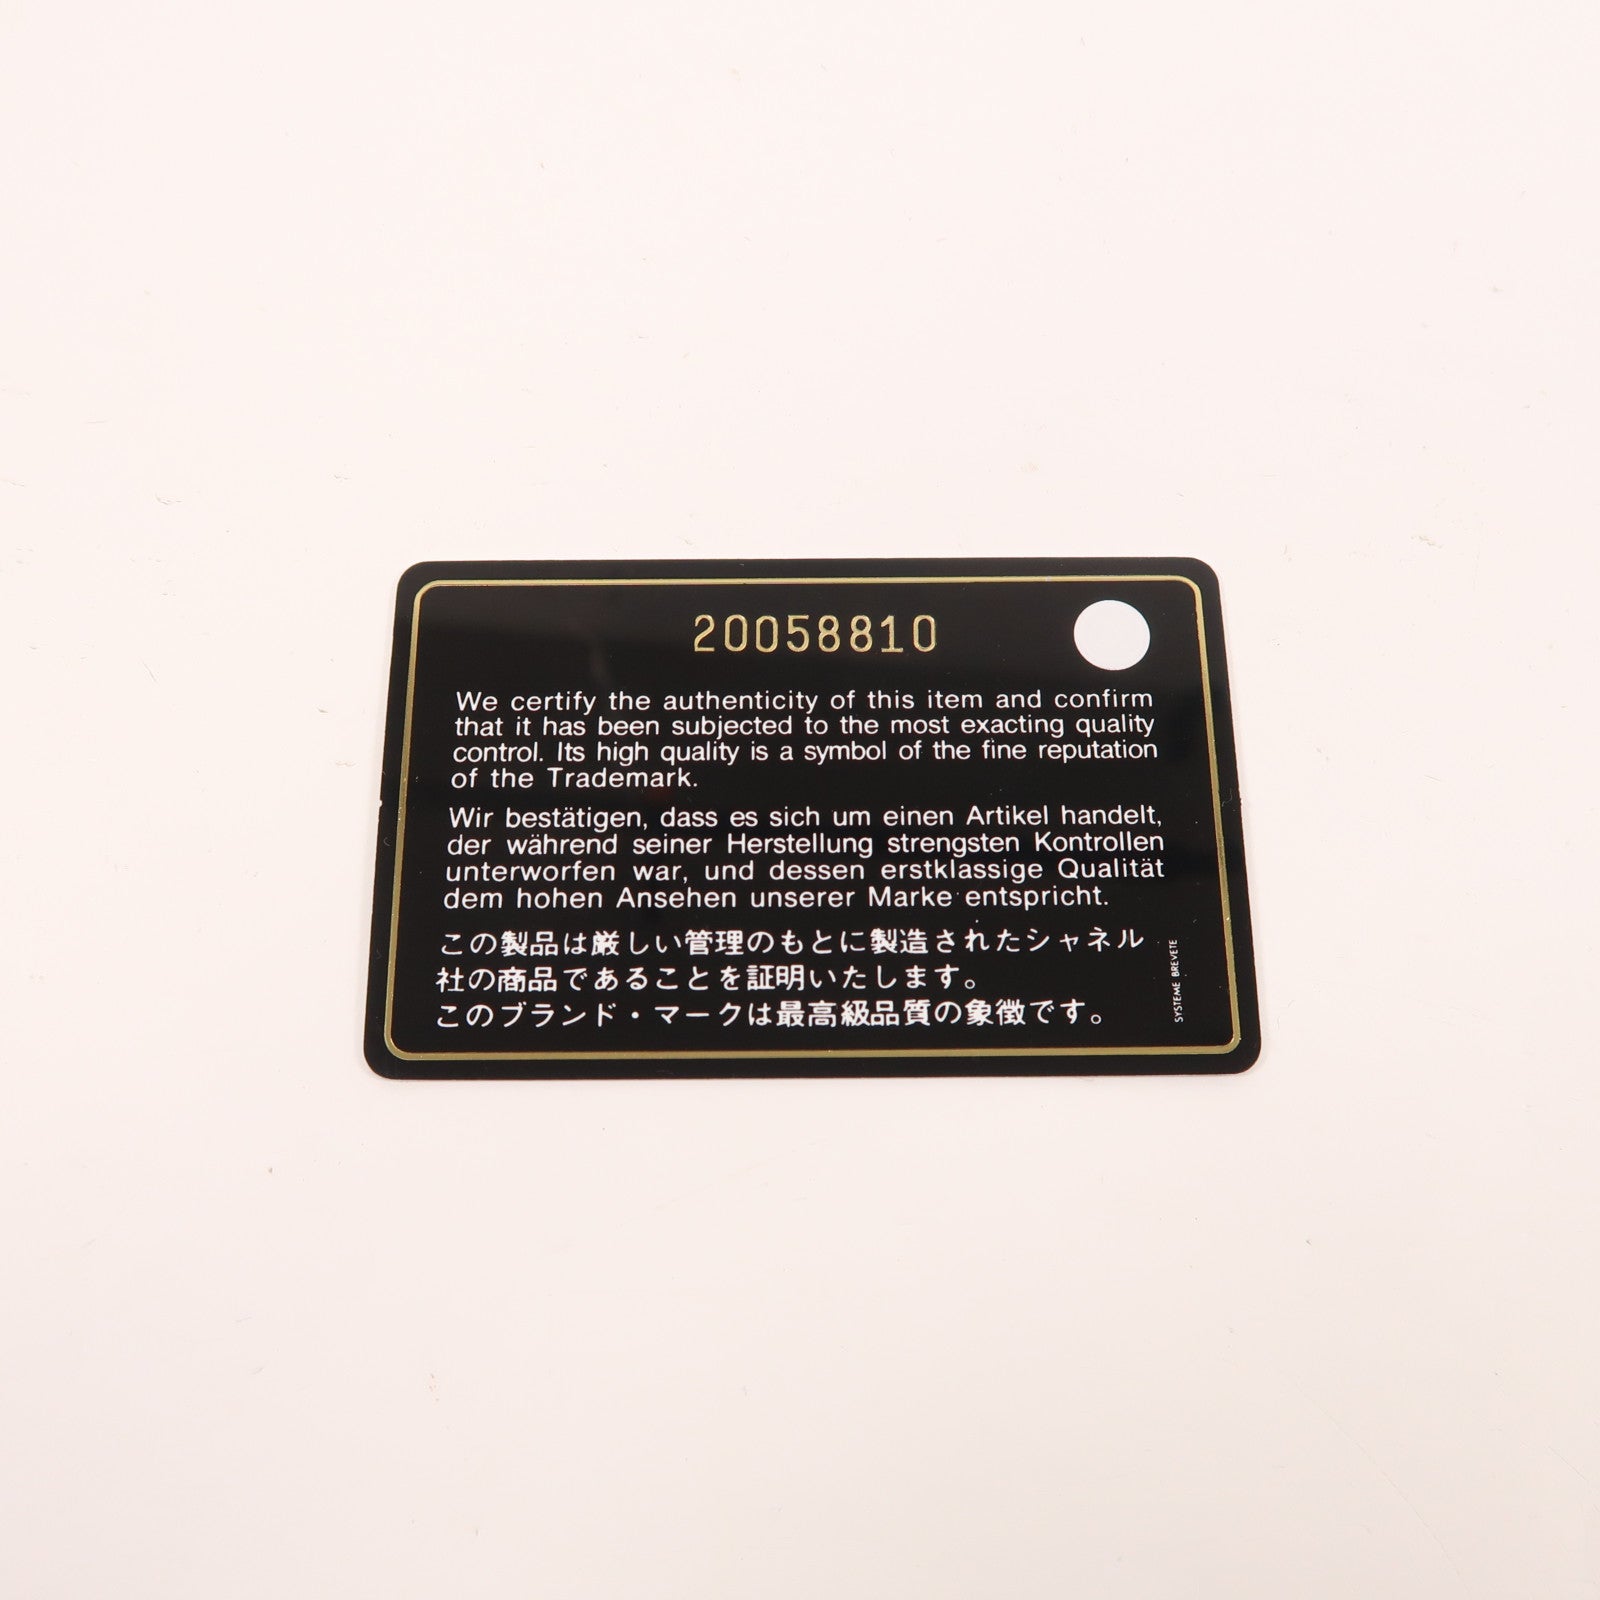 20058810
We certify the authenticity of this item and confirm
that it has been subjected to the most exacting quality
control. Its high quality is a symbol of the fine reputation
of the Trademark.
Wir bestätigen, dass es sich um einen Artikel handelt,
der während seiner Herstellung strengsten Kontrollen
unterworfen war, und dessen erstklassige Qualität
dem hohen Ansehen unserer Marke entspricht.
この製品は厳しい管理のもとに製造されたシャネル
社の商品であることを証明いたします。
このブランド・マークは最高級品質の象徴です。
SYSTEME BREVETE